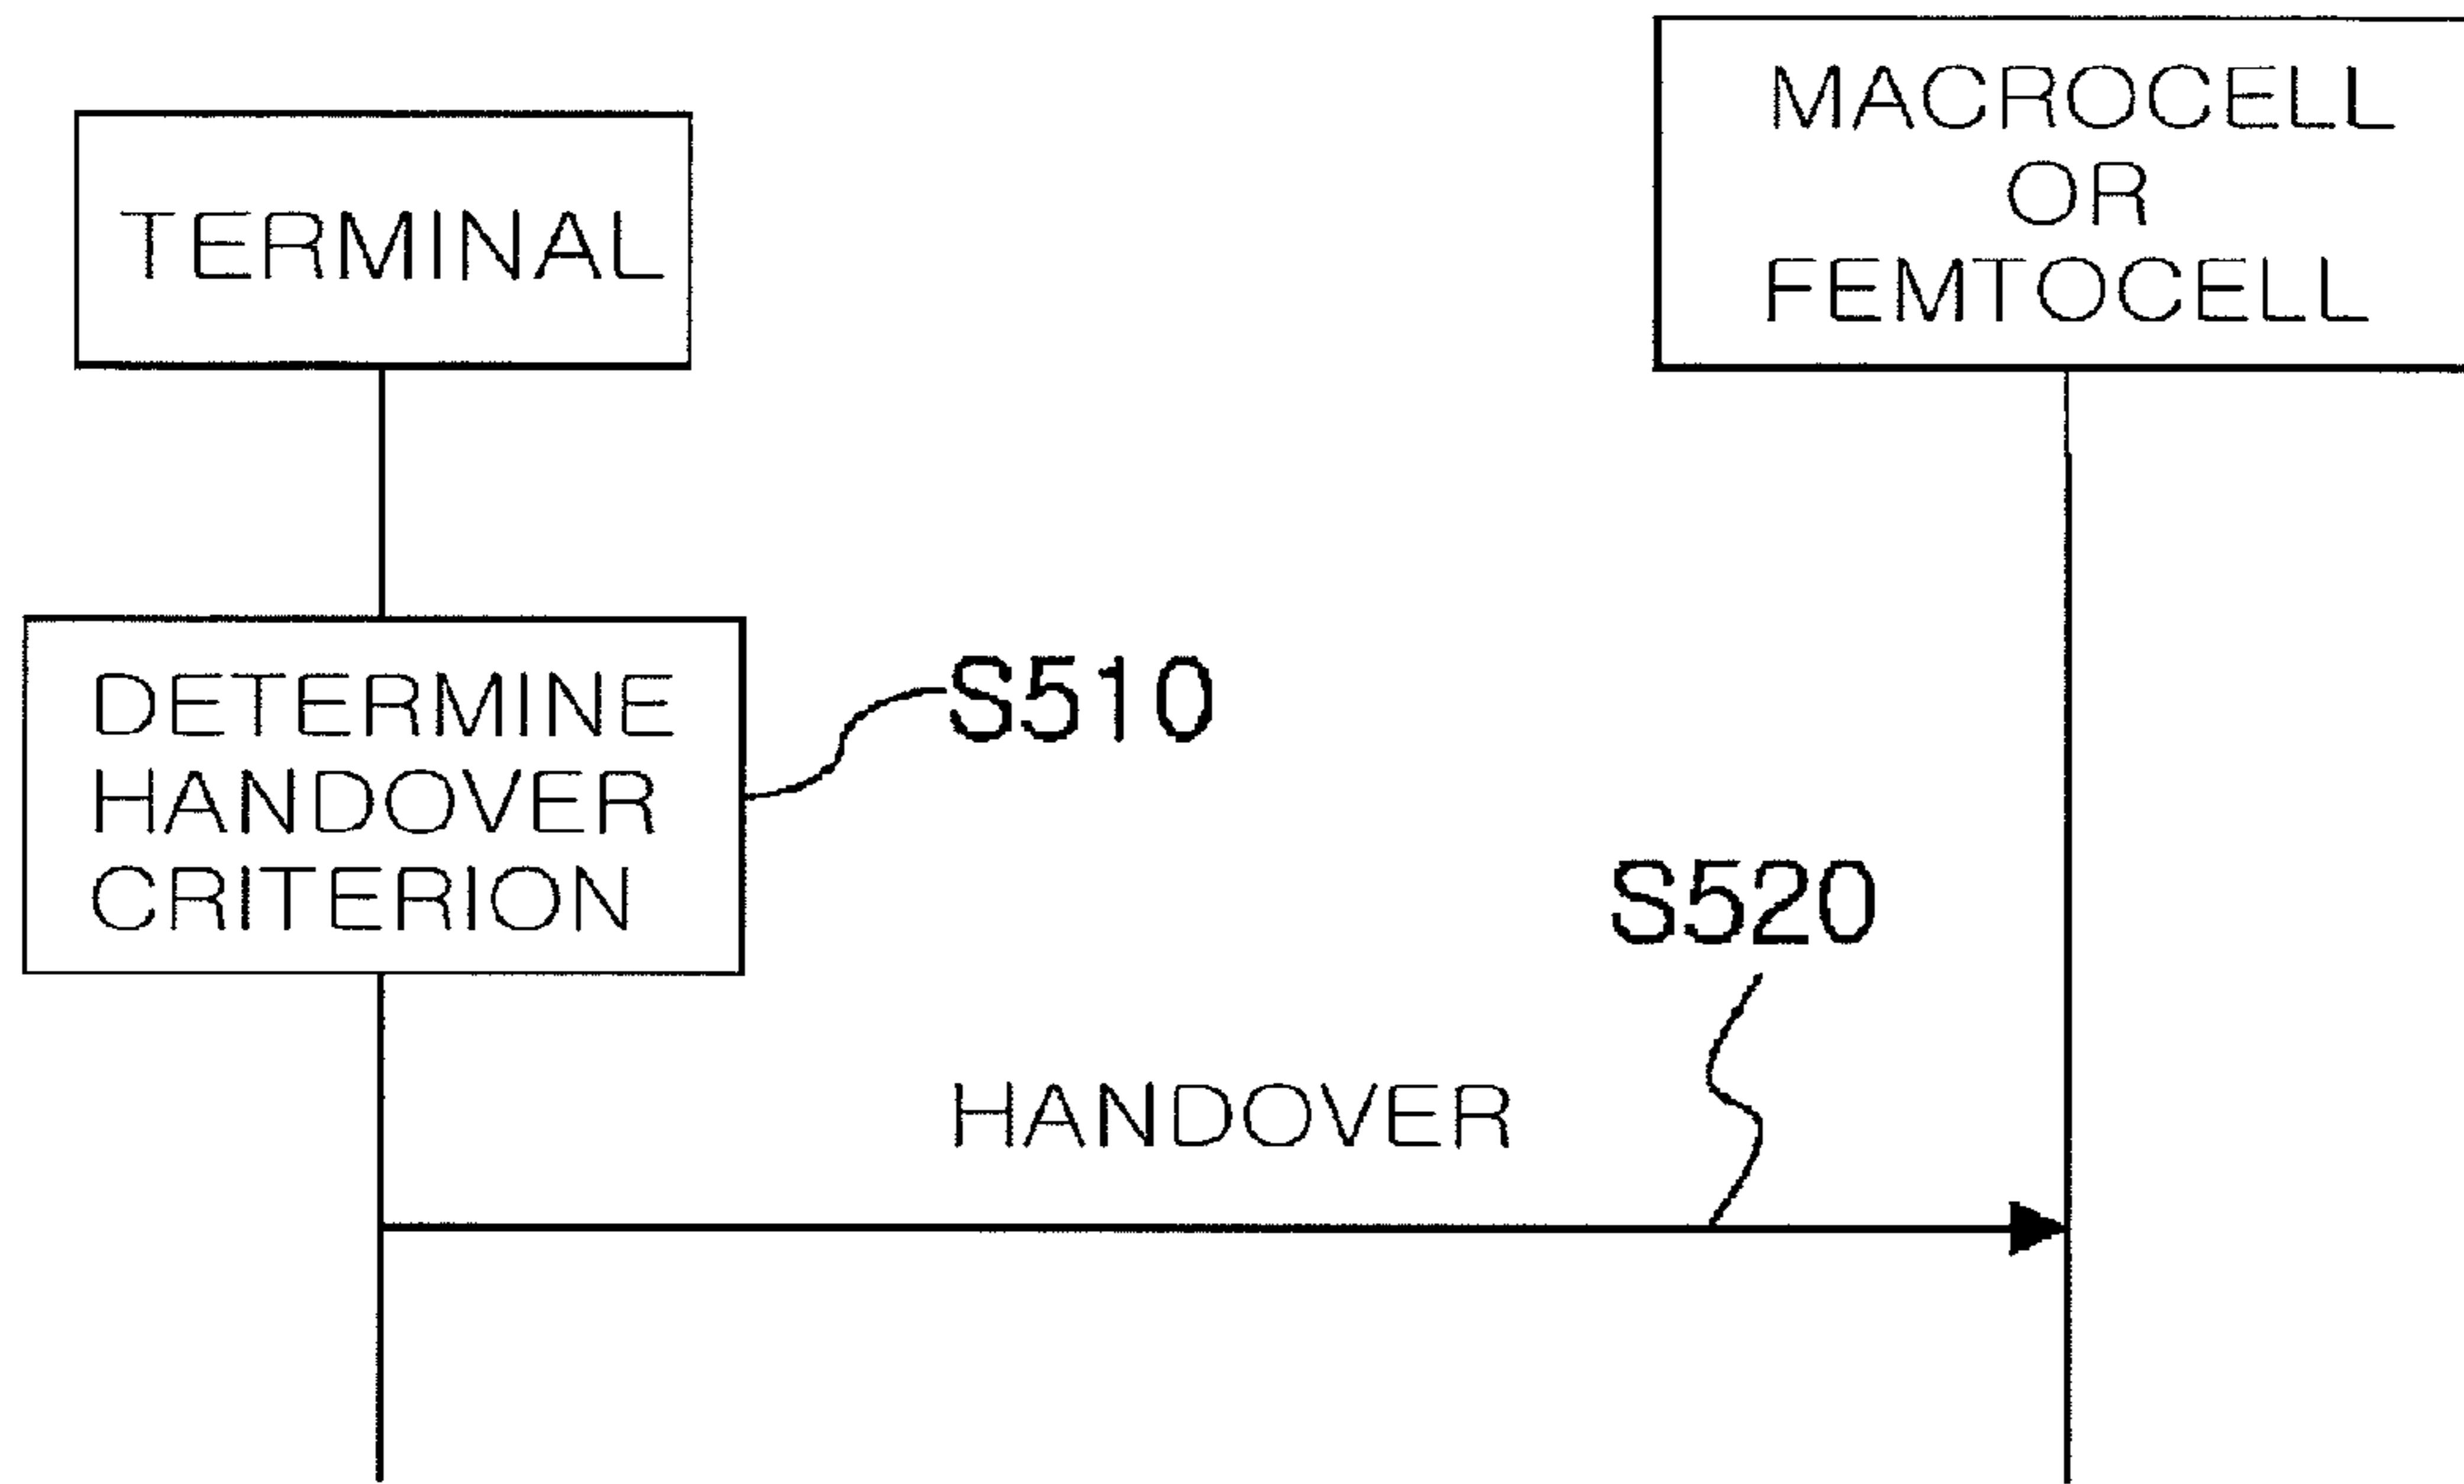 TERMINAL
MACROCELL
OR
FEMTOCELL
DETERMINE
HANDOVER
CRITERION
S510
S520
HANDOVER